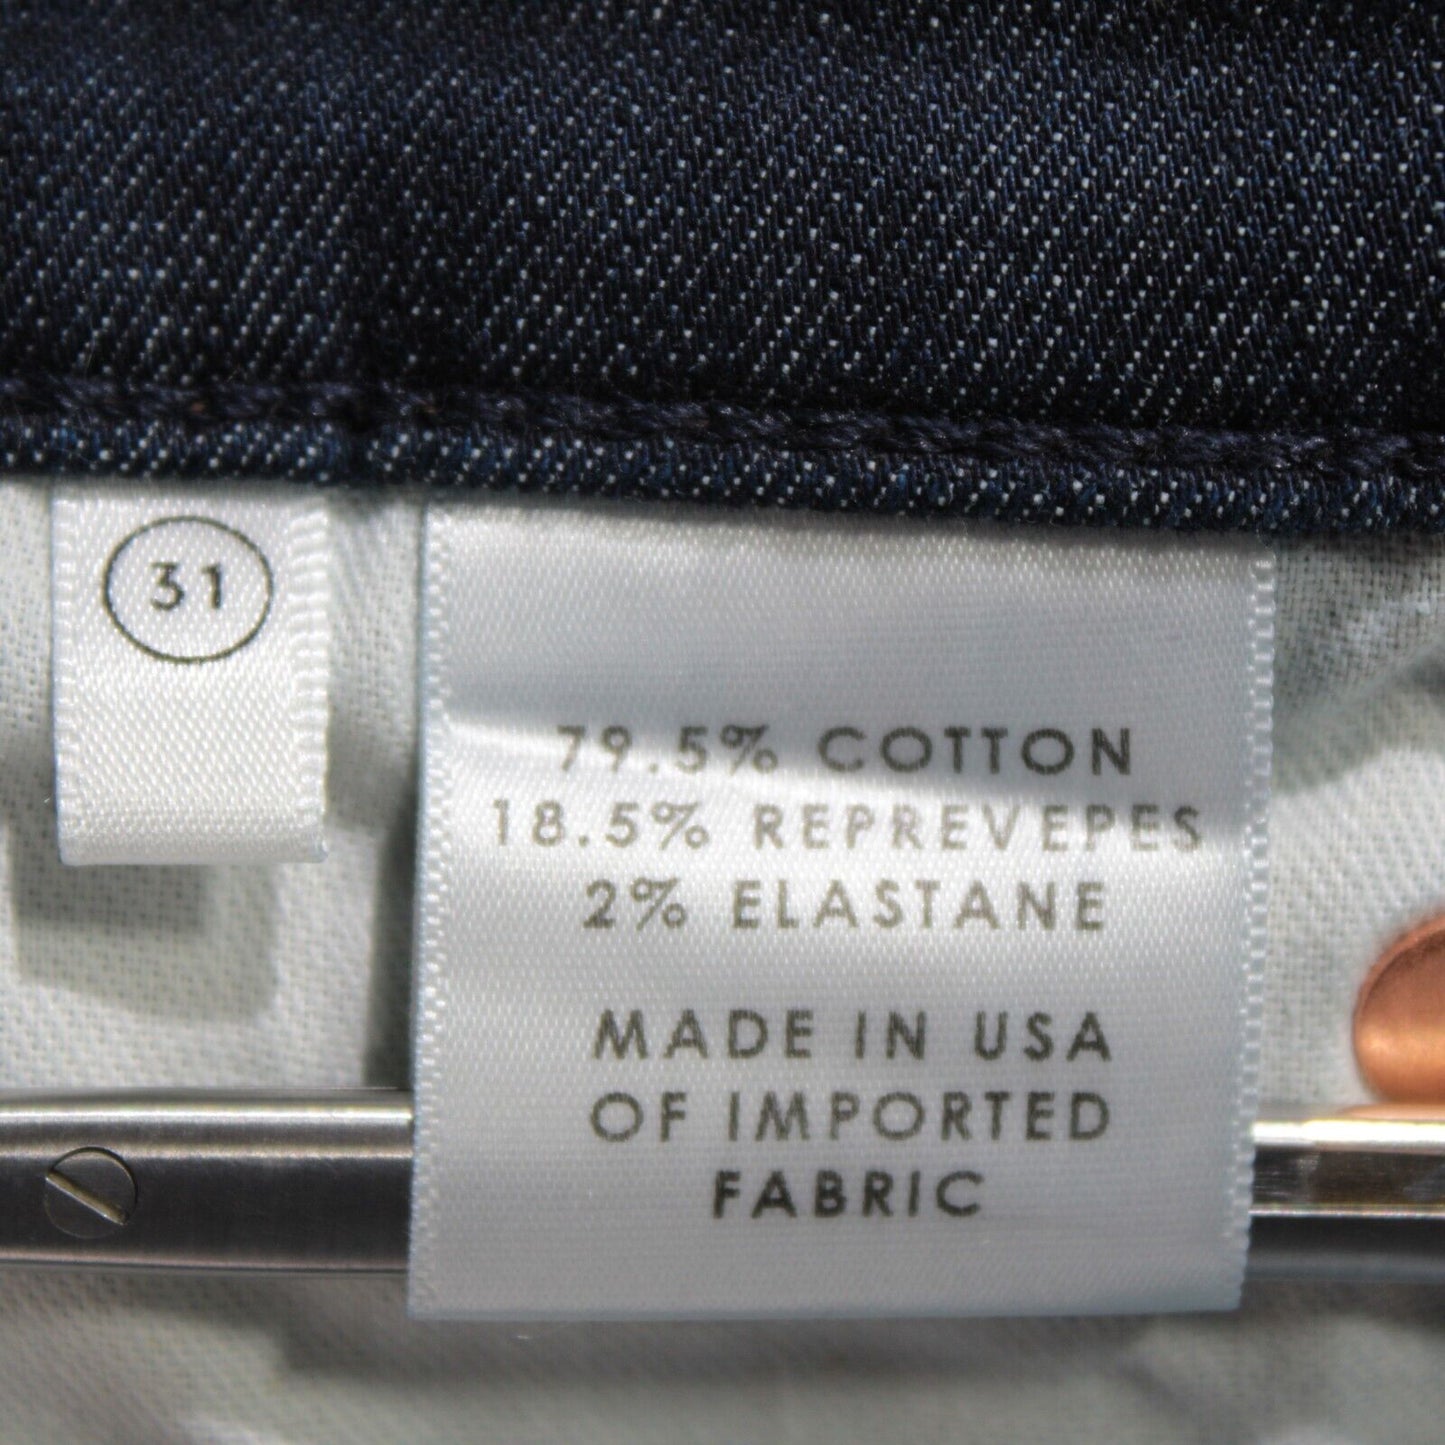 31
79.5% COTTON
18.5% REPREVEPES
2% ELASTANE
MADE IN USA
OF IMPORTED
FABRIC